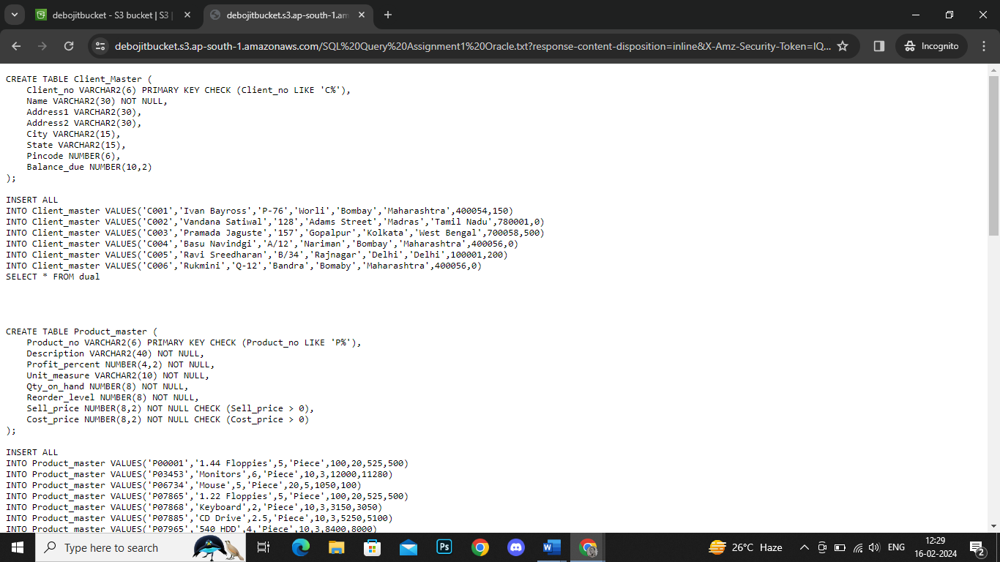 debojitbucket - S3 bucket | S3 |
debojitbucket.s3.ap-south-1.am
debojitbucket.s3.ap-south-1.amazonaws.com/SQL%20Query%20Assignment1%20Oracle.txt?response-content-disposition=inline&X-Amz-Security-Token=IQ...
Incognito
CREATE TABLE Client_Master (
    Client_no VARCHAR2(6) PRIMARY KEY CHECK (Client_no LIKE 'C%'),
    Name VARCHAR2(30) NOT NULL,
    Address1 VARCHAR2(30),
    Address2 VARCHAR2(30),
    City VARCHAR2(15),
    State VARCHAR2(15),
    Pincode NUMBER(6),
    Balance_due NUMBER(10,2)
);
INSERT ALL
INTO Client_master VALUES('C001','Ivan Bayross','P-76','Worli','Bombay','Maharashtra',400054,150)
INTO Client_master VALUES('C002','Vandana Satiwal','128','Adams Street','Madras','Tamil Nadu',780001,0)
INTO Client_master VALUES('C003','Pramada Jaguste','157','Gopalpur','Kolkata','West Bengal',700058,500)
INTO Client_master VALUES('C004','Basu Navindgi','A/12','Nariman','Bombay','Maharashtra',400056,0)
INTO Client_master VALUES('C005','Ravi Sreedharan','B/34','Rajnagar','Delhi','Delhi',100001,200)
INTO Client_master VALUES('C006','Rukmini','Q-12','Bandra','Bomaby','Maharashtra',400056,0)
SELECT * FROM dual
CREATE TABLE Product_master (
    Product_no VARCHAR2(6) PRIMARY KEY CHECK (Product_no LIKE 'P%'),
    Description VARCHAR2(40) NOT NULL,
    Profit_percent NUMBER(4,2) NOT NULL,
    Unit_measure VARCHAR2(10) NOT NULL,
    Qty_on_hand NUMBER(8) NOT NULL,
    Reorder_level NUMBER(8) NOT NULL,
    Sell_price NUMBER(8,2) NOT NULL CHECK (Sell_price > 0),
    Cost_price NUMBER(8,2) NOT NULL CHECK (Cost_price > 0)
);
INSERT ALL
INTO Product_master VALUES('P00001','1.44 Floppies',5,'Piece',100,20,525,500)
INTO Product_master VALUES('P03453','Monitors',6,'Piece',10,3,12000,11280)
INTO Product_master VALUES('P06734','Mouse',5,'Piece',20,5,1050,100)
INTO Product_master VALUES('P07865','1.22 Floppies',5,'Piece',100,20,525,500)
INTO Product_master VALUES('P07868','Keyboard',2,'Piece',10,3,3150,3050)
INTO Product_master VALUES('P07885','CD Drive',2.5,'Piece',10,3,5250,5100)
INTO Product_master VALUES('P07965','540 HDD',4,'Piece',10,3,8400,8000)
Type here to search
Ps
W
26°C Haze
ENG
12:29
16-02-2024
2